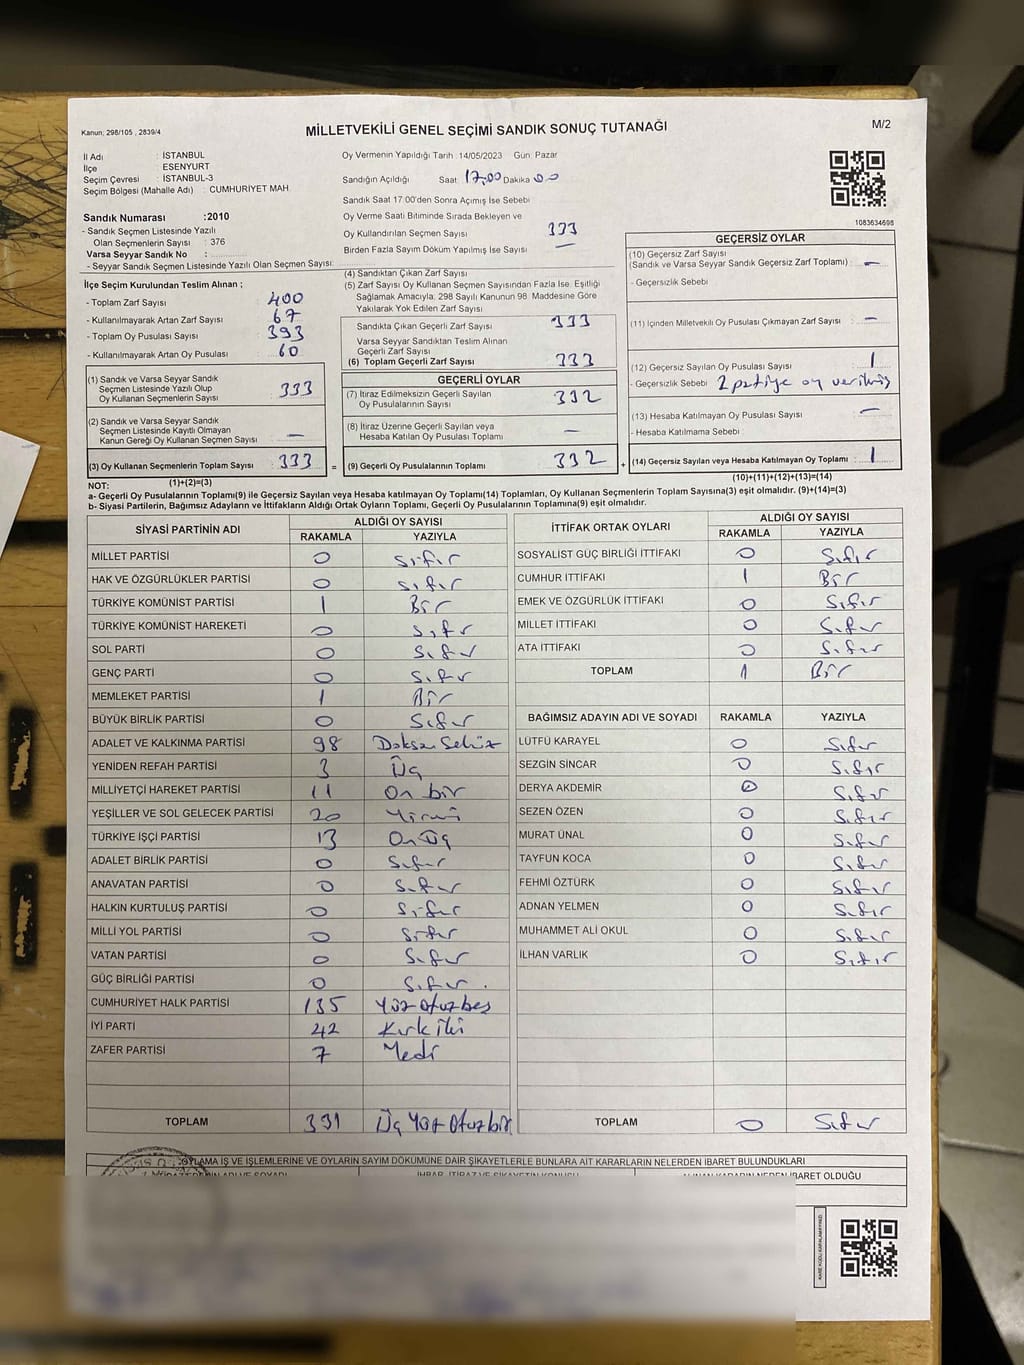 Kanun; 298/105 , 2839/4
MİLLETVEKİLİ GENEL SEÇİMİ SANDIK SONUÇ TUTANAĞI
M/2
İl Adı : İSTANBUL
İlçe : ESENYURT
Seçim Çevresi : İSTANBUL-3
Seçim Bölgesi (Mahalle Adı) : CUMHURİYET MAH.
Sandık Numarası :2010
- Sandık Seçmen Listesinde Yazılı
Olan Seçmenlerin Sayısı : 376
Varsa Seyyar Sandık No :
- Seyyar Sandık Seçmen Listesinde Yazılı Olan Seçmen Sayısı:
Oy Vermenin Yapıldığı Tarih :14/05/2023 Gün: Pazar
Sandığın Açıldığı Saat: 17,00 Dakika 00
Sandık Saat 17:00'den Sonra Açımış İse Sebebi
Oy Verme Saati Bitiminde Sırada Bekleyen ve
Oy Kullandırılan Seçmen Sayısı 333
Birden Fazla Sayım Döküm Yapılmış İse Sayısı —
1083634698
İlçe Seçim Kurulundan Teslim Alınan ;
- Toplam Zarf Sayısı : 400
- Kullanılmayarak Artan Zarf Sayısı : 67
- Toplam Oy Pusulası Sayısı : 393
- Kullanılmayarak Artan Oy Pusulası : 60
(1) Sandık ve Varsa Seyyar Sandık
Seçmen Listesinde Yazılı Olup
Oy Kullanan Seçmenlerin Sayısı : 333
(2) Sandık ve Varsa Seyyar Sandık
Seçmen Listesinde Kayıtlı Olmayan
Kanun Gereği Oy Kullanan Seçmen Sayısı : —
(3) Oy Kullanan Seçmenlerin Toplam Sayısı : 333
(1)+(2)=(3)
(4) Sandıktan Çıkan Zarf Sayısı
(5) Zarf Sayısı Oy Kullanan Seçmen Sayısından Fazla İse. Eşitliği
Sağlamak Amacıyla; 298 Sayılı Kanunun 98. Maddesine Göre
Yakılarak Yok Edilen Zarf Sayısı
Sandıkta Çıkan Geçerli Zarf Sayısı 333
Varsa Seyyar Sandıktan Teslim Alınan
Geçerli Zarf Sayısı
(6) Toplam Geçerli Zarf Sayısı 333
GEÇERLİ OYLAR
(7) İtiraz Edilmeksizin Geçerli Sayılan
Oy Pusulalarının Sayısı 332
(8) İtiraz Üzerine Geçerli Sayılan veya
Hesaba Katılan Oy Pusulası Toplamı —
= (9) Geçerli Oy Pusulalarının Toplamı 332
GEÇERSİZ OYLAR
(10) Geçersiz Zarf Sayısı
(Sandık ve Varsa Seyyar Sandık Geçersiz Zarf Toplamı) : —
- Geçersizlik Sebebi
(11) İçinden Milletvekili Oy Pusulası Çıkmayan Zarf Sayısı : —
(12) Geçersiz Sayılan Oy Pusulası Sayısı : 1
- Geçersizlik Sebebi 2 partiye oy verilmiş
(13) Hesaba Katılmayan Oy Pusulası Sayısı : —
- Hesaba Katılmama Sebebi :
+ (14) Geçersiz Sayılan veya Hesaba Katılmayan Oy Toplamı : 1
(10)+(11)+(12)+(13)=(14)
NOT:
a- Geçerli Oy Pusulalarının Toplamı(9) ile Geçersiz Sayılan veya Hesaba katılmayan Oy Toplamı(14) Toplamları, Oy Kullanan Seçmenlerin Toplam Sayısına(3) eşit olmalıdır. (9)+(14)=(3)
b- Siyasi Partilerin, Bağımsız Adayların ve İttifakların Aldığı Ortak Oyların Toplamı, Geçerli Oy Pusulalarının Toplamına(9) eşit olmalıdır.
SİYASİ PARTİNİN ADI ALDIĞI OY SAYISI
RAKAMLA YAZIYLA
MİLLET PARTİSİ 0 sıfır
HAK VE ÖZGÜRLÜKLER PARTİSİ 0 sıfır
TÜRKİYE KOMÜNİST PARTİSİ 1 Bir
TÜRKİYE KOMÜNİST HAREKETİ 0 Sıfır
SOL PARTİ 0 Sıfır
GENÇ PARTİ 0 Sıfır
MEMLEKET PARTİSİ 1 Bir
BÜYÜK BİRLİK PARTİSİ 0 Sıfır
ADALET VE KALKINMA PARTİSİ 98 Doksan Sekiz
YENİDEN REFAH PARTİSİ 3 Üç
MİLLİYETÇİ HAREKET PARTİSİ 11 On bir
YEŞİLLER VE SOL GELECEK PARTİSİ 20 Yirmi
TÜRKİYE İŞÇİ PARTİSİ 13 On Üç
ADALET BİRLİK PARTİSİ 0 Sıfır
ANAVATAN PARTİSİ 0 Sıfır
HALKIN KURTULUŞ PARTİSİ 0 Sıfır
MİLLİ YOL PARTİSİ 0 Sıfır
VATAN PARTİSİ 0 Sıfır
GÜÇ BİRLİĞİ PARTİSİ 0 Sıfır
CUMHURİYET HALK PARTİSİ 135 Yüz Otuz beş
İYİ PARTİ 42 Kırk iki
ZAFER PARTİSİ 7 Yedi
TOPLAM 331 Üç Yüz Otuz bir
İTTİFAK ORTAK OYLARI ALDIĞI OY SAYISI
RAKAMLA YAZIYLA
SOSYALİST GÜÇ BİRLİĞİ İTTİFAKI 0 Sıfır
CUMHUR İTTİFAKI 1 Bir
EMEK VE ÖZGÜRLÜK İTTİFAKI 0 Sıfır
MİLLET İTTİFAKI 0 Sıfır
ATA İTTİFAKI 0 Sıfır
TOPLAM 1 Bir
BAĞIMSIZ ADAYIN ADI VE SOYADI RAKAMLA YAZIYLA
LÜTFÜ KARAYEL 0 Sıfır
SEZGİN SİNCAR 0 Sıfır
DERYA AKDEMİR 0 Sıfır
SEZEN ÖZEN 0 Sıfır
MURAT ÜNAL 0 Sıfır
TAYFUN KOCA 0 Sıfır
FEHMİ ÖZTÜRK 0 Sıfır
ADNAN YELMEN 0 Sıfır
MUHAMMET ALİ OKUL 0 Sıfır
İLHAN VARLIK 0 Sıfır
TOPLAM 0 Sıfır
OYLAMA İŞ VE İŞLEMLERİNE VE OYLARIN SAYIM DÖKÜMÜNE DAİR ŞİKAYETLERLE BUNLARA AİT KARARLARIN NELERDEN İBARET BULUNDUKLARI
İBARET OLDUĞU